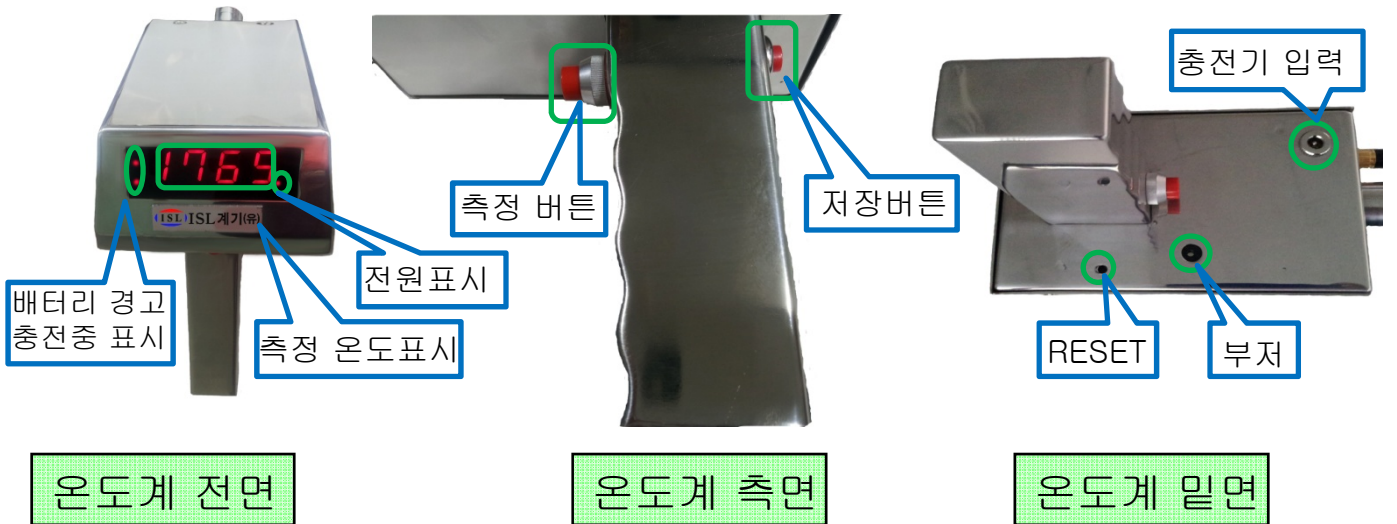 1769
(ISL) ISL계기(유)
배터리 경고
충전중 표시
전원표시
측정 온도표시
온도계 전면
측정 버튼
저장버튼
온도계 측면
충전기 입력
RESET
부저
온도계 밑면